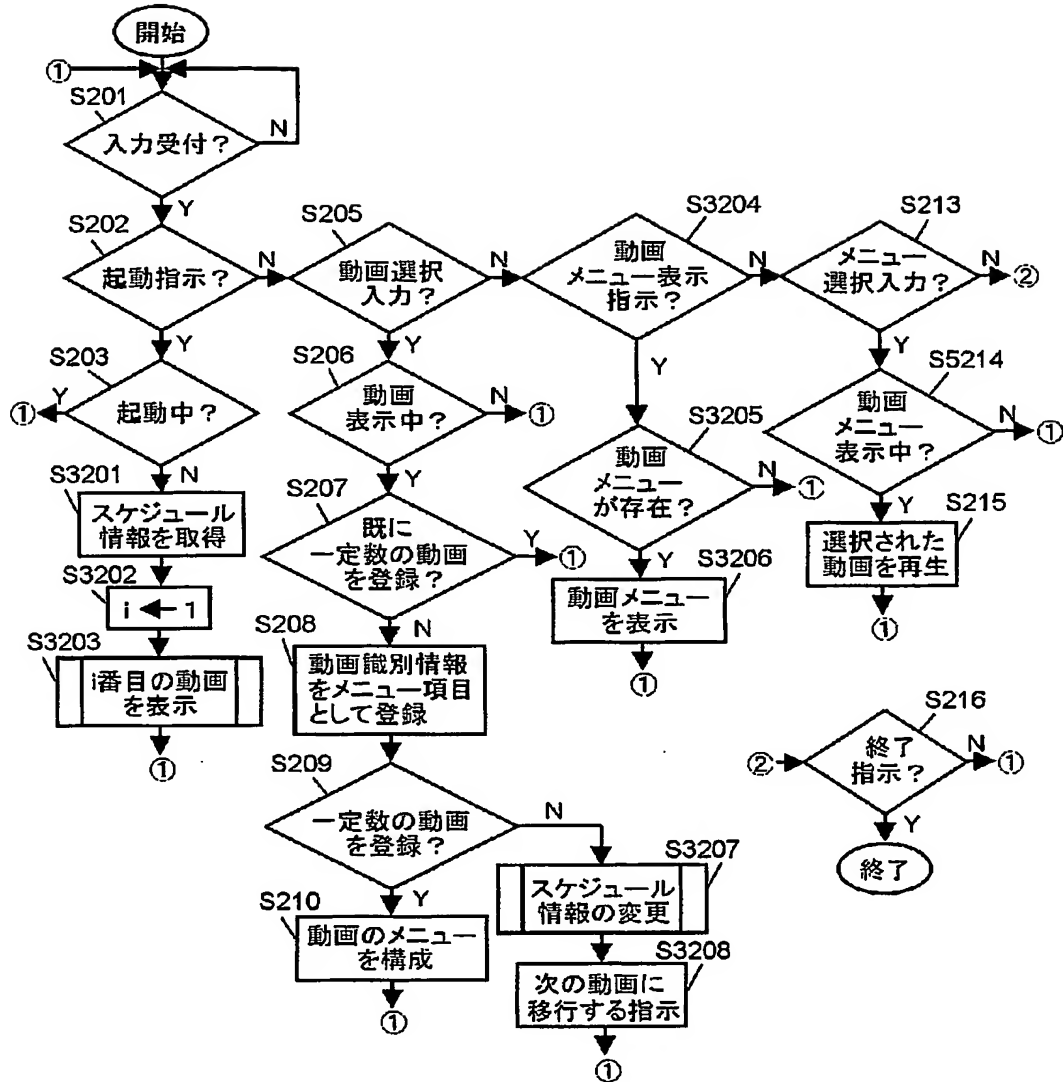 開始
①
S201
入力受付？
N
Y
S202
起動指示？
N
Y
S203
起動中？
Y
①
N
S3201
スケジュール
情報を取得
S3202
i ← 1
S3203
i番目の動画
を表示
①
S205
動画選択
入力？
N
Y
S206
動画
表示中？
N
①
Y
S207
既に
一定数の動画
を登録？
Y
①
N
S208
動画識別情報
をメニュー項目
として登録
S209
一定数の動画
を登録？
N
Y
S210
動画のメニュー
を構成
①
S3207
スケジュール
情報の変更
S3208
次の動画に
移行する指示
①
S3204
動画
メニュー表示
指示？
N
Y
S3205
動画
メニュー
が存在？
N
①
Y
S3206
動画メニュー
を表示
①
S213
メニュー
選択入力？
N
②
Y
S5214
動画
メニュー
表示中？
N
①
Y
S215
選択された
動画を再生
①
S216
②
終了
指示？
N
①
Y
終了